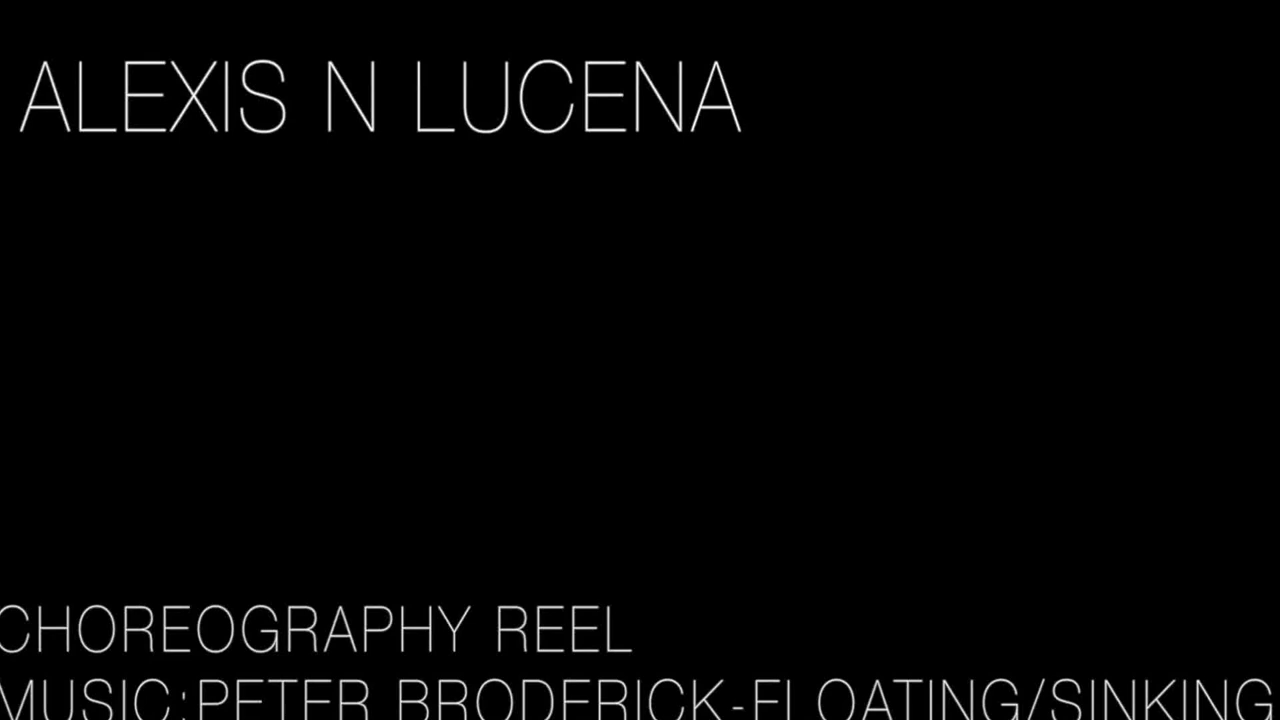 ALEXIS N LUCENA
CHOREOGRAPHY REEL
MUSIC:PETER BRODERICK-FLOATING/SINKING